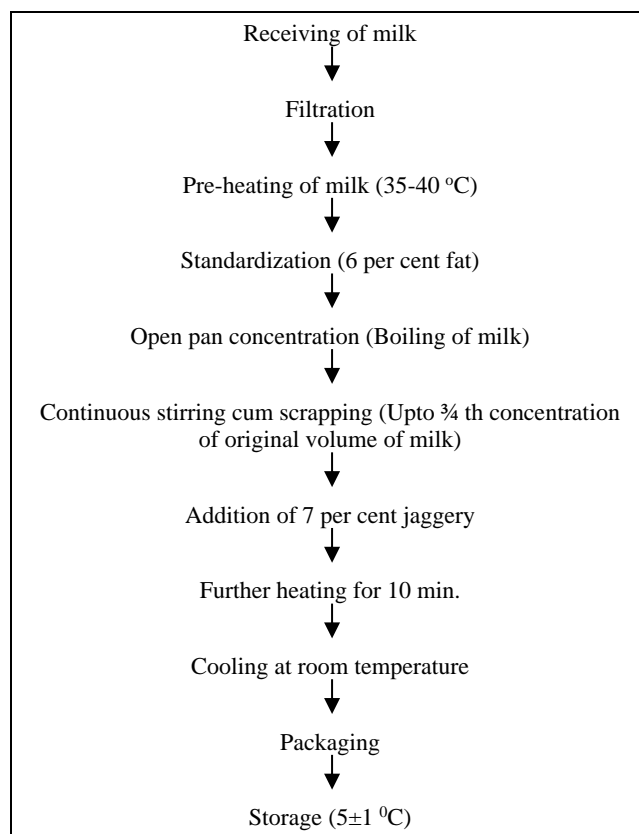 Receiving of milk
Filtration
Pre-heating of milk (35-40 °C)
Standardization (6 per cent fat)
Open pan concentration (Boiling of milk)
Continuous stirring cum scrapping (Upto ¾ th concentration
of original volume of milk)
Addition of 7 per cent jaggery
Further heating for 10 min.
Cooling at room temperature
Packaging
Storage (5±1 ⁰C)